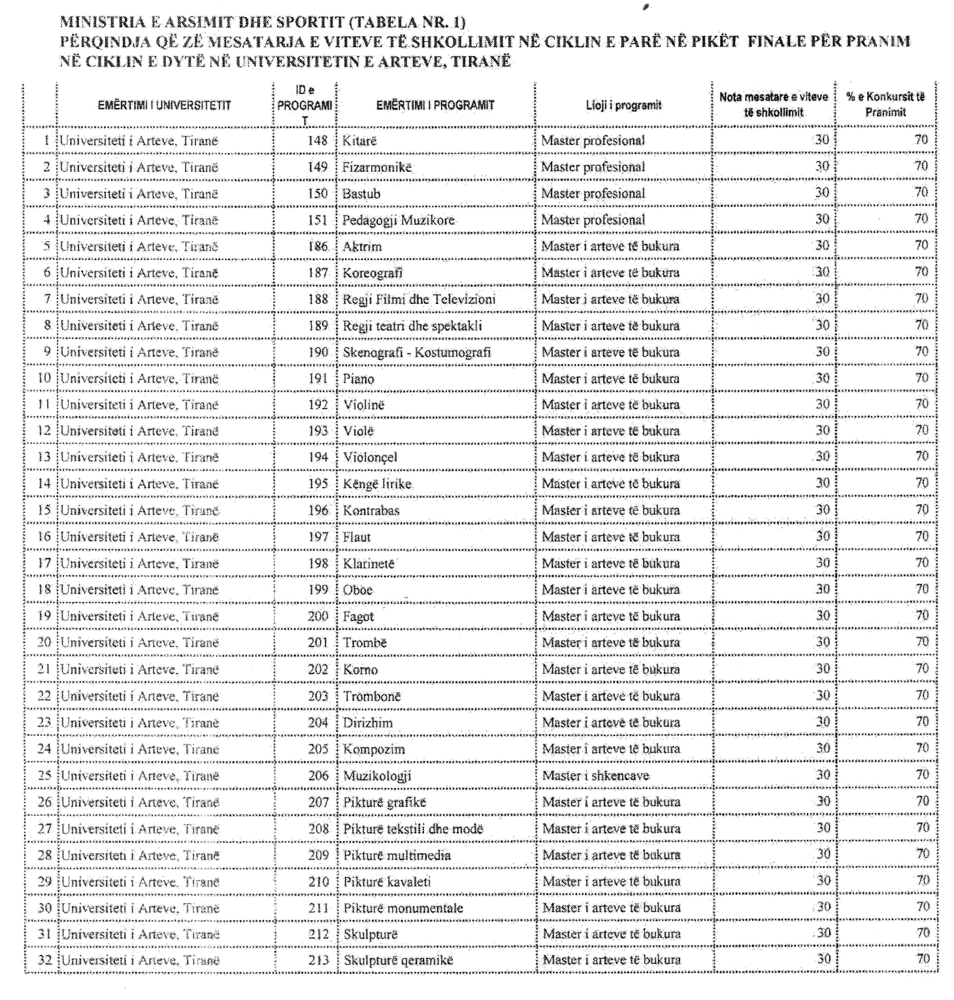 MINISTRIA E ARSIMIT DHE SPORTIT (TABELA NR. 1)
PËRQINDJA QË ZË MESATARJA E VITEVE TË SHKOLLIMIT NË CIKLIN E PARË NË PIKËT FINALE PËR PRANIM
NË CIKLIN E DYTË NË UNIVERSITETIN E ARTEVE, TIRANË
EMËRTIMI I UNIVERSITETIT ID e PROGRAMIT EMËRTIMI I PROGRAMIT Lloji i programit Nota mesatare e viteve të shkollimit % e Konkursit të Pranimit
1 Universiteti i Arteve, Tiranë 148 Kitarë Master profesional 30 70
2 Universiteti i Arteve, Tiranë 149 Fizarmonikë Master profesional 30 70
3 Universiteti i Arteve, Tiranë 150 Bastub Master profesional 30 70
4 Universiteti i Arteve, Tiranë 151 Pedagogji Muzikore Master profesional 30 70
5 Universiteti i Arteve, Tiranë 186 Aktrim Master i arteve të bukura 30 70
6 Universiteti i Arteve, Tiranë 187 Koreografi Master i arteve të bukura 30 70
7 Universiteti i Arteve, Tiranë 188 Regji Filmi dhe Televizioni Master i arteve të bukura 30 70
8 Universiteti i Arteve, Tiranë 189 Regji teatri dhe spektakli Master i arteve të bukura 30 70
9 Universiteti i Arteve, Tiranë 190 Skenografi - Kostumografi Master i arteve të bukura 30 70
10 Universiteti i Arteve, Tiranë 191 Piano Master i arteve të bukura 30 70
11 Universiteti i Arteve, Tiranë 192 Violinë Master i arteve të bukura 30 70
12 Universiteti i Arteve, Tiranë 193 Violë Master i arteve të bukura 30 70
13 Universiteti i Arteve, Tiranë 194 Violonçel Master i arteve të bukura 30 70
14 Universiteti i Arteve, Tiranë 195 Këngë lirike Master i arteve të bukura 30 70
15 Universiteti i Arteve, Tiranë 196 Kontrabas Master i arteve të bukura 30 70
16 Universiteti i Arteve, Tiranë 197 Flaut Master i arteve të bukura 30 70
17 Universiteti i Arteve, Tiranë 198 Klarinetë Master i arteve të bukura 30 70
18 Universiteti i Arteve, Tiranë 199 Oboe Master i arteve të bukura 30 70
19 Universiteti i Arteve, Tiranë 200 Fagot Master i arteve të bukura 30 70
20 Universiteti i Arteve, Tiranë 201 Trombë Master i arteve të bukura 30 70
21 Universiteti i Arteve, Tiranë 202 Korno Master i arteve të bukura 30 70
22 Universiteti i Arteve, Tiranë 203 Trombonë Master i arteve të bukura 30 70
23 Universiteti i Arteve, Tiranë 204 Dirizhim Master i arteve të bukura 30 70
24 Universiteti i Arteve, Tiranë 205 Kompozim Master i arteve të bukura 30 70
25 Universiteti i Arteve, Tiranë 206 Muzikologji Master i shkencave 30 70
26 Universiteti i Arteve, Tiranë 207 Pikturë grafikë Master i arteve të bukura 30 70
27 Universiteti i Arteve, Tiranë 208 Pikturë tekstili dhe modë Master i arteve të bukura 30 70
28 Universiteti i Arteve, Tiranë 209 Pikturë multimedia Master i arteve të bukura 30 70
29 Universiteti i Arteve, Tiranë 210 Pikturë kavaleti Master i arteve të bukura 30 70
30 Universiteti i Arteve, Tiranë 211 Pikturë monumentale Master i arteve të bukura 30 70
31 Universiteti i Arteve, Tiranë 212 Skulpturë Master i arteve të bukura 30 70
32 Universiteti i Arteve, Tiranë 213 Skulpturë qeramikë Master i arteve të bukura 30 70